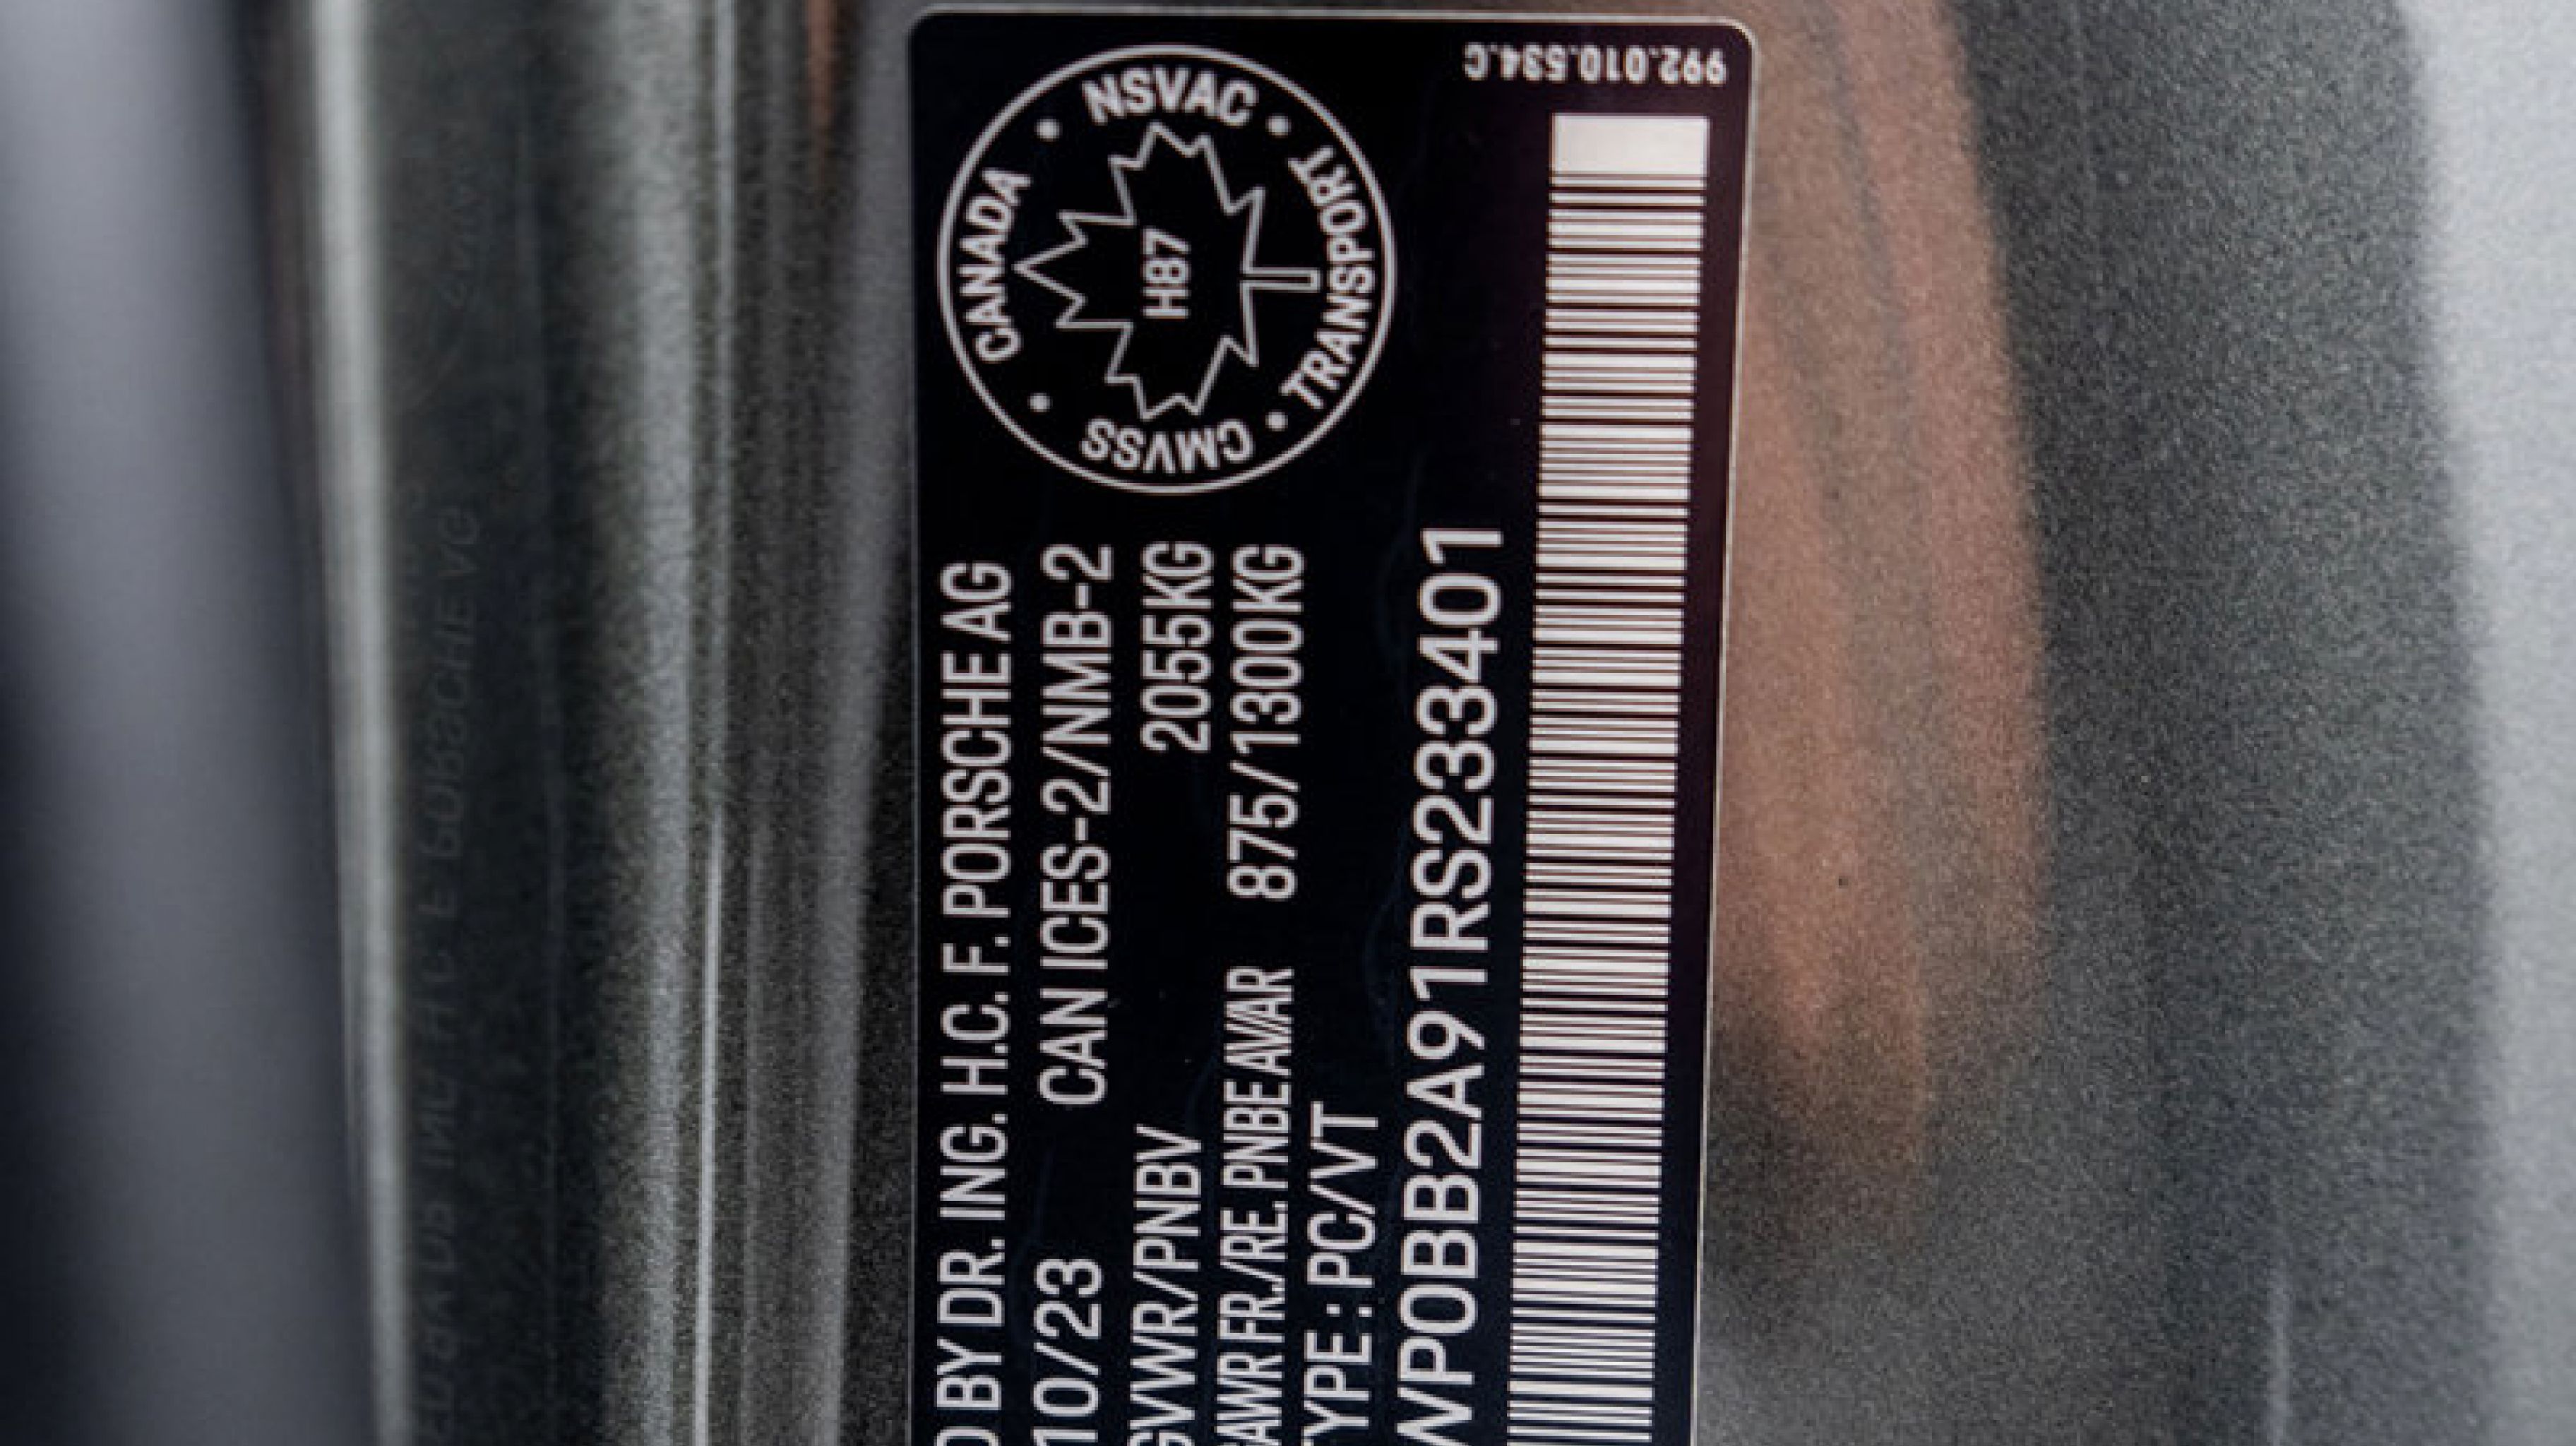 D BY DR. ING. H.C. F. PORSCHE AG
10/23 CAN ICES-2/NMB-2
GVWR/PNBV 2055KG
GAWR FR./RE. PNBE AV/AR 875/1300KG
TYPE : PC/VT
WP0BB2A91RS233401
CANADA
NSVAC
TRANSPORT
CMVSS
H87
992.010.534.C